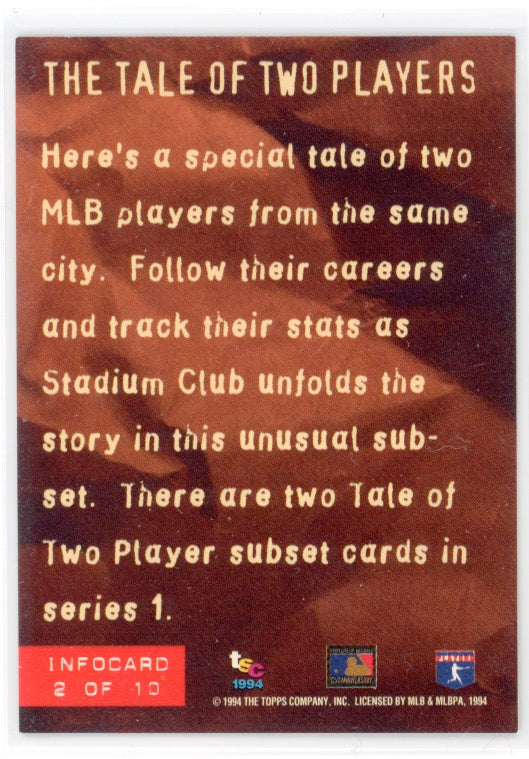 THE TALE OF TWO PLAYERS
Here's a special tale of two
MLB players from the same
city. Follow their careers
and track their stats as
Stadium Club unfolds the
story in this unusual sub-
set. There are two Tale of
Two Player subset cards in
series 1.
INFOCARD
2 OF 10
tsc
1994
PLAYERS
© 1994 THE TOPPS COMPANY, INC. LICENSED BY MLB & MLBPA, 1994